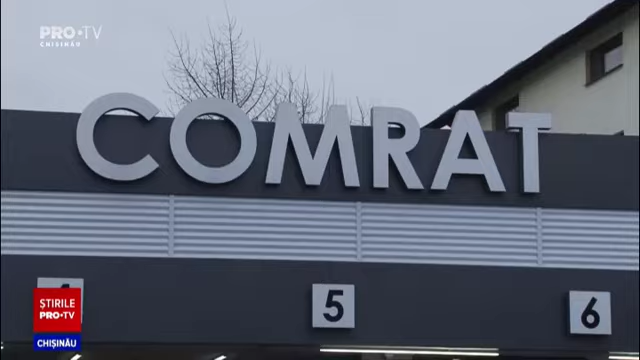 PRO•TV
CHIȘINĂU
COMRAT
5
6
ȘTIRILE
PRO•TV
CHIȘINĂU